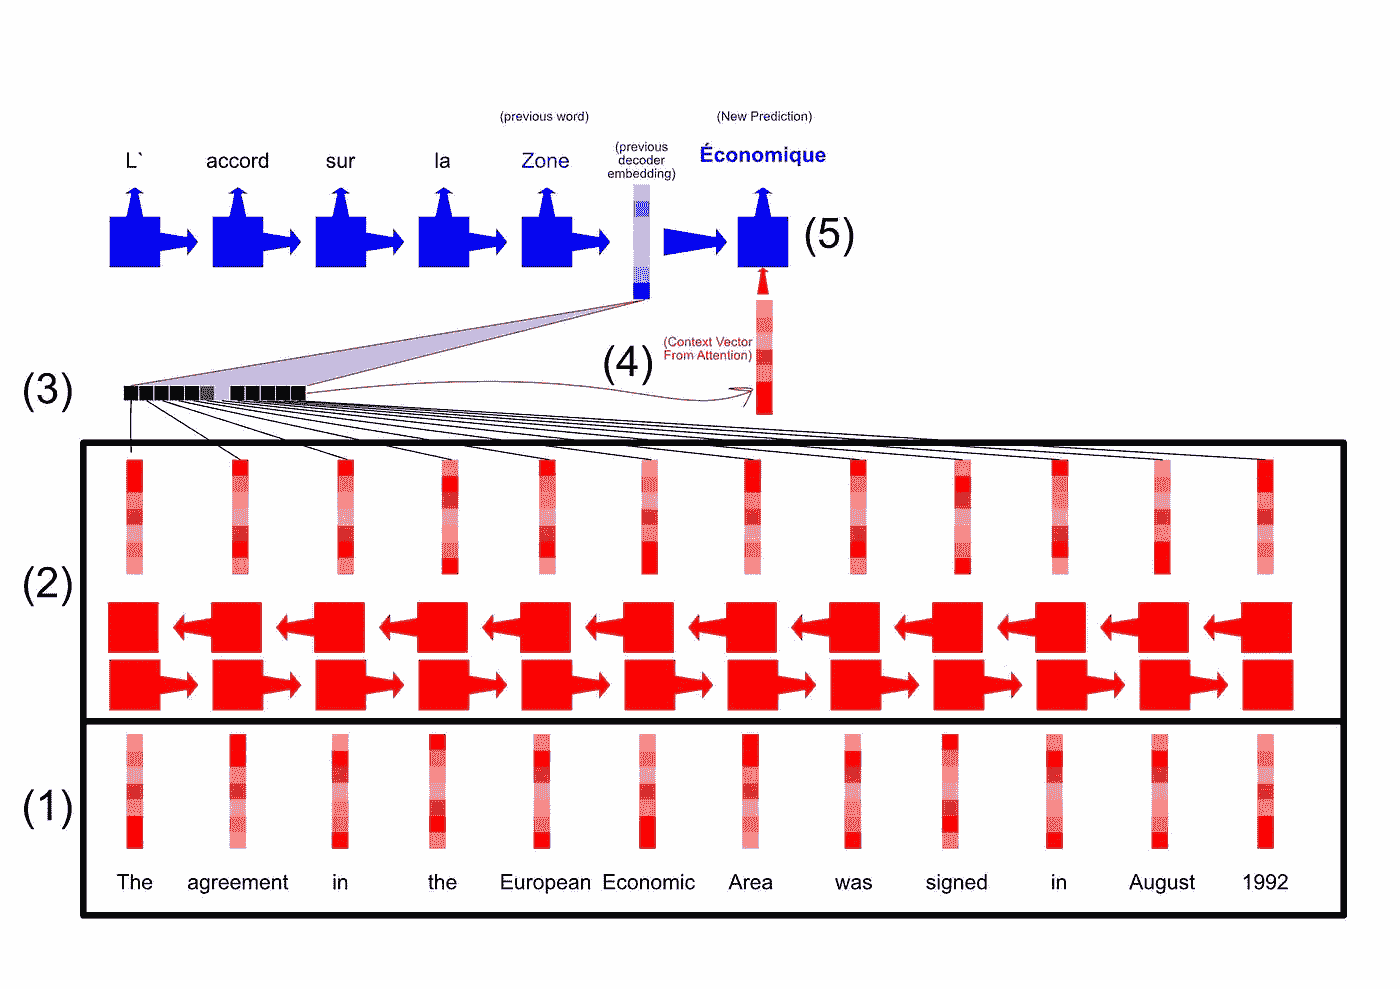 (previous word)
(New Prediction)
L` accord sur la Zone
(previous
decoder
embedding)
Économique
(5)
(4)
(Context Vector
From Attention)
(3)
(2)
(1)
The agreement in the European Economic Area was signed in August 1992